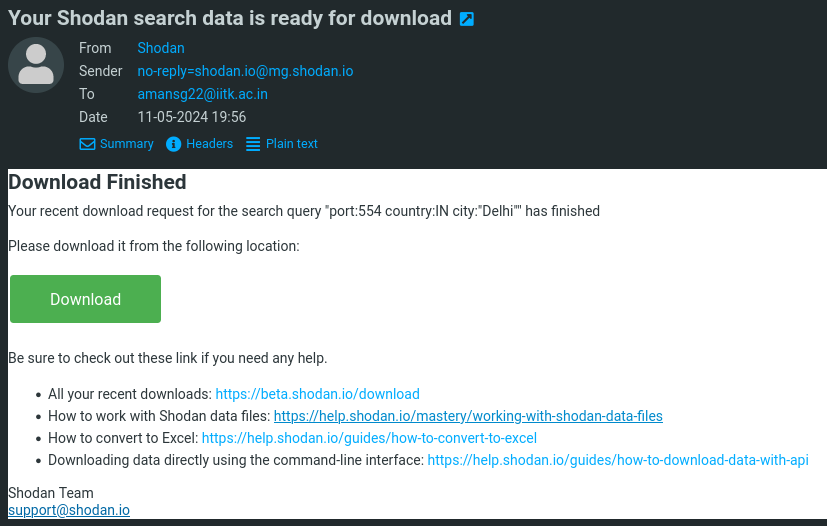 Your Shodan search data is ready for download
From Shodan
Sender no-reply=shodan.io@mg.shodan.io
To amansg22@iitk.ac.in
Date 11-05-2024 19:56
Summary Headers Plain text
Download Finished
Your recent download request for the search query "port:554 country:IN city:"Delhi"" has finished
Please download it from the following location:
Download
Be sure to check out these link if you need any help.
• All your recent downloads: https://beta.shodan.io/download
• How to work with Shodan data files: https://help.shodan.io/mastery/working-with-shodan-data-files
• How to convert to Excel: https://help.shodan.io/guides/how-to-convert-to-excel
• Downloading data directly using the command-line interface: https://help.shodan.io/guides/how-to-download-data-with-api
Shodan Team
support@shodan.io